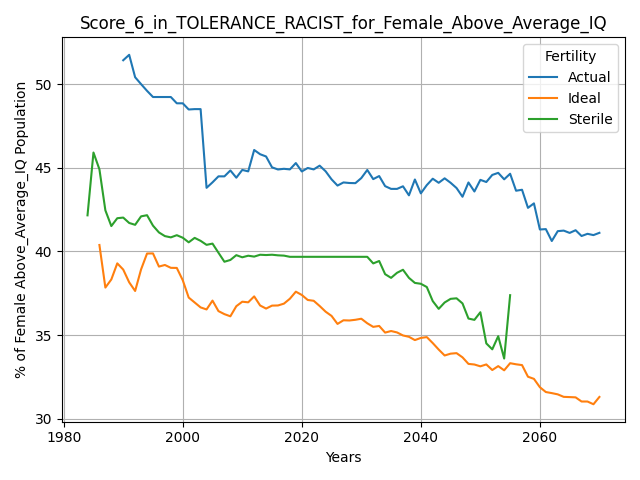 Score_6_in_TOLERANCE_RACIST_for_Female_Above_Average_IQ
Fertility
Actual
Ideal
Sterile
% of Female Above_Average_IQ Population
50
45
40
35
30
1980
2000
2020
2040
2060
Years